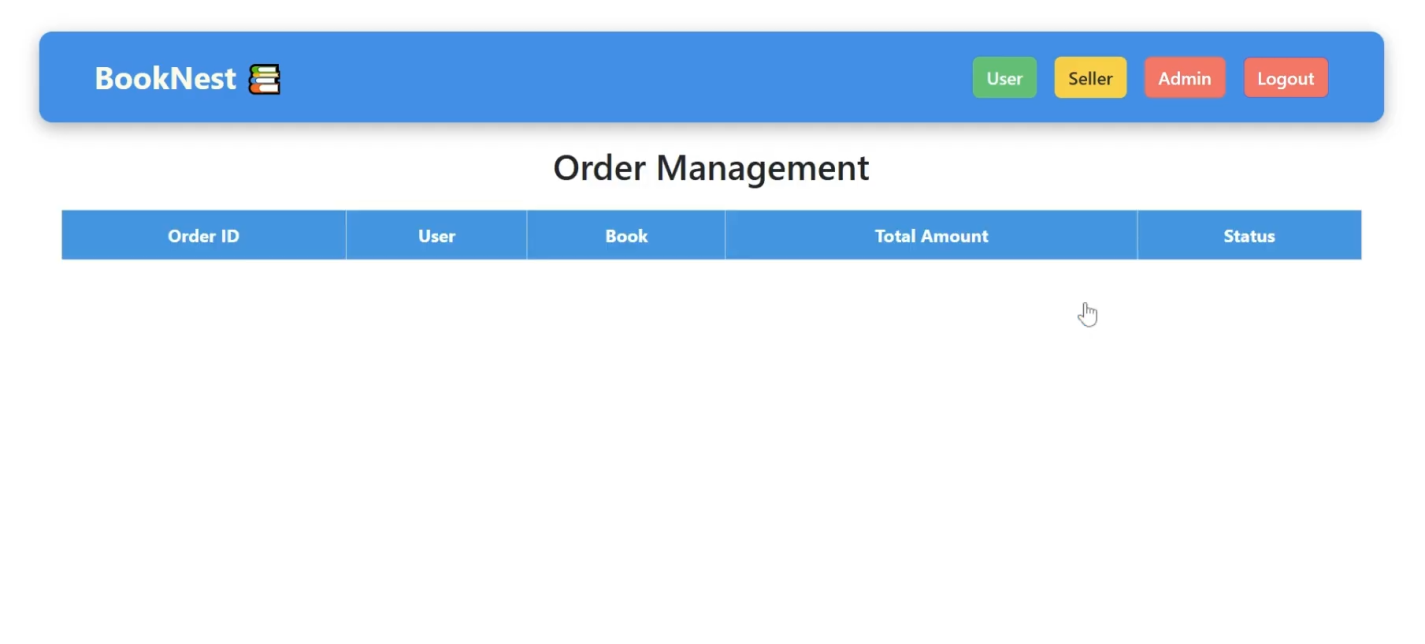 BookNest 📚 User Seller Admin Logout
Order Management
Order ID User Book Total Amount Status